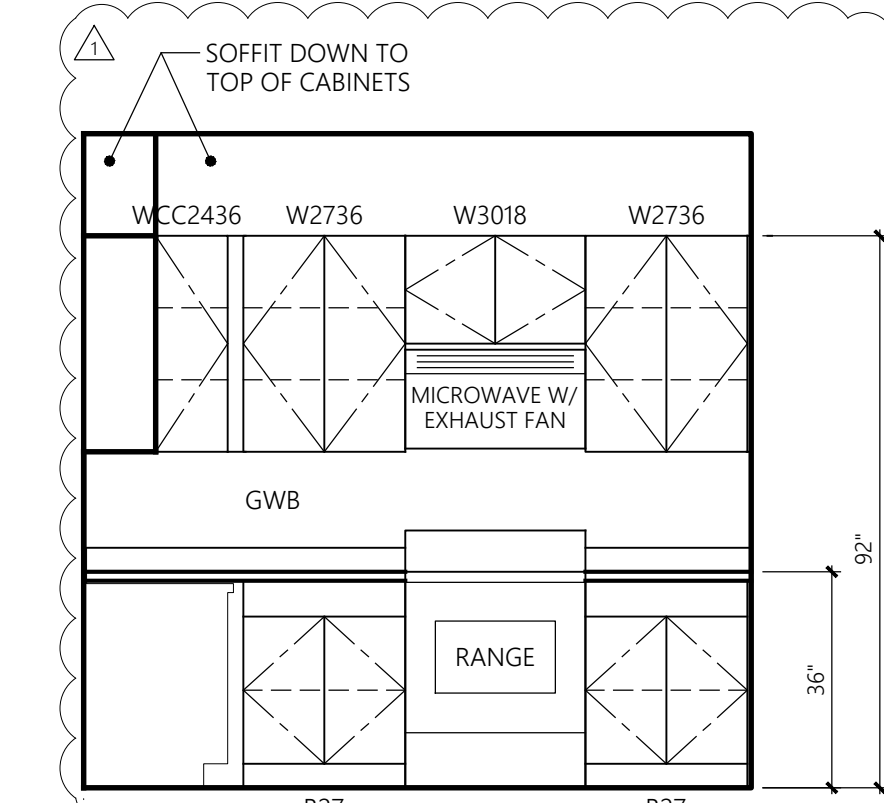 1
SOFFIT DOWN TO
TOP OF CABINETS
WCC2436 W2736 W3018 W2736
MICROWAVE W/
EXHAUST FAN
GWB
92"
RANGE
36"